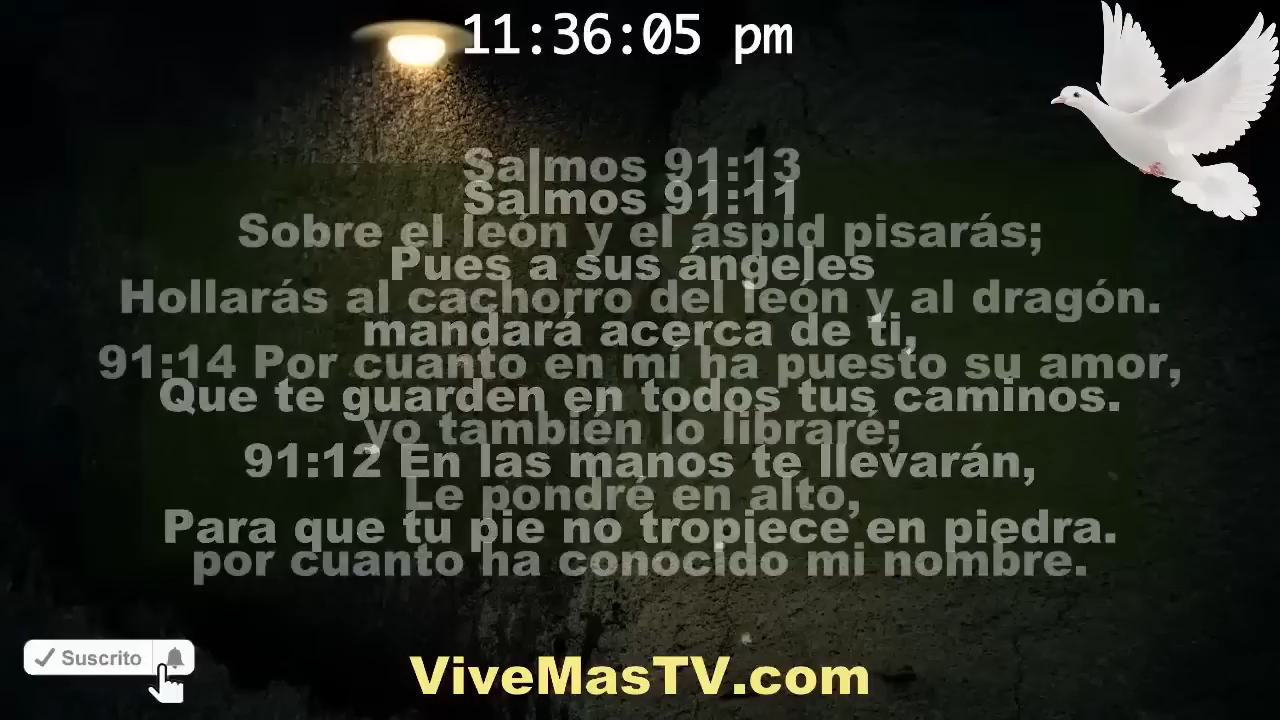 11:36:05 pm
Salmos 91:13
Salmos 91:11
Sobre el león y el áspid pisarás;
Pues a sus ángeles
Hollarás al cachorro del león y al dragón.
mandará acerca de ti,
91:14 Por cuanto en mí ha puesto su amor,
Que te guarden en todos tus caminos.
yo también lo libraré;
91:12 En las manos te llevarán,
Le pondré en alto,
Para que tu pie no tropiece en piedra.
por cuanto ha conocido mi nombre.
Suscrito
ViveMasTV.com